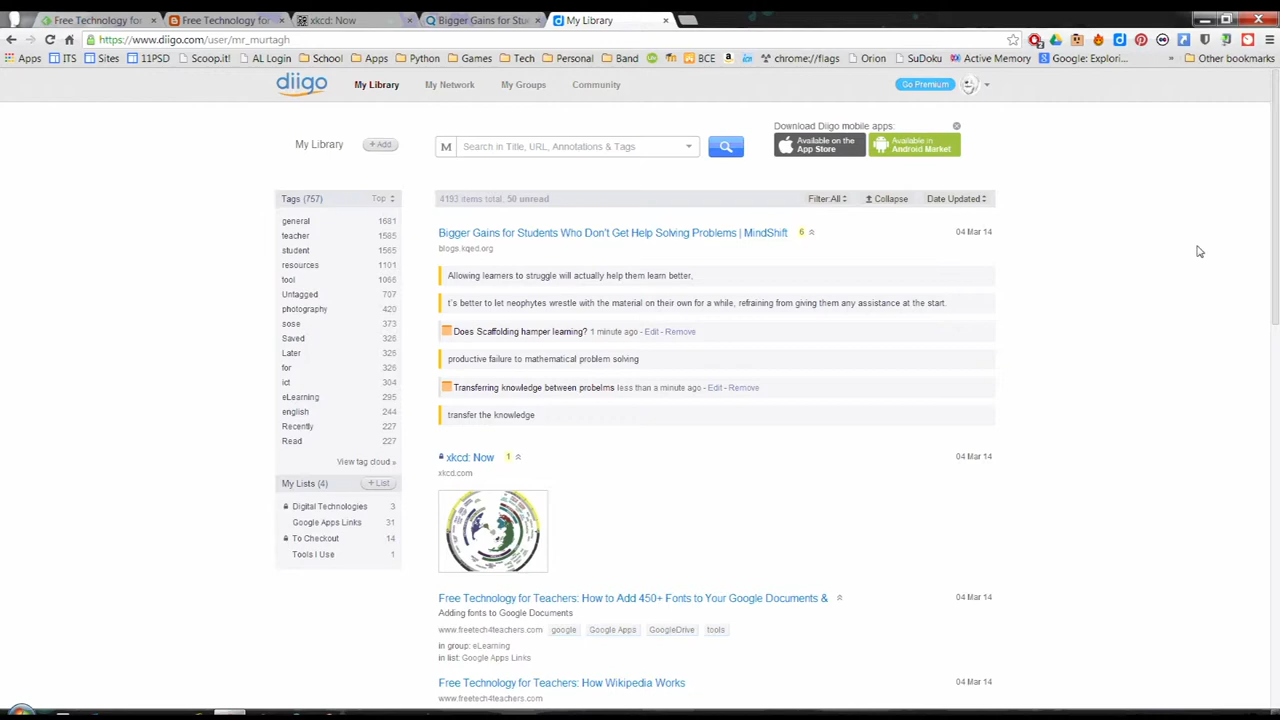 Free Technology for
Free Technology for
xkcd: Now
Bigger Gains for Stud
My Library
https://www.diigo.com/user/mr_murtagh
Apps ITS Sites 11PSD Scoop.It! AL Login School Apps Python Games Tech Personal Band BCE chrome://flags Orion SuDoku Active Memory Google: Explori... » Other bookmarks
diigo My Library My Network My Groups Community Go Premium
Download Diigo mobile apps:
My Library + Add M Search in Title, URL, Annotations & Tags
Available on the App Store
Available in Android Market
Tags (757) Top
general 1681
teacher 1585
student 1565
resources 1101
tool 1066
Untagged 707
photography 420
sose 373
Saved 326
Later 325
for 326
ict 304
eLearning 295
english 244
Recently 227
Read 227
View tag cloud »
My Lists (4) + List
Digital Technologies 3
Google Apps Links 31
To Checkout 14
Tools I Use 1
4193 items total, 50 unread Filter:All Collapse Date Updated
Bigger Gains for Students Who Don't Get Help Solving Problems | MindShift 6 04 Mar 14
blogs.kqed.org
Allowing learners to struggle will actually help them learn better,
t's better to let neophytes wrestle with the material on their own for a while, refraining from giving them any assistance at the start.
Does Scaffolding hamper learning? 1 minute ago - Edit - Remove
productive failure to mathematical problem solving
Transferring knowledge between probelms less than a minute ago - Edit - Remove
transfer the knowledge
xkcd: Now 1 04 Mar 14
xkcd.com
Free Technology for Teachers: How to Add 450+ Fonts to Your Google Documents & 04 Mar 14
Adding fonts to Google Documents
www.freetech4teachers.com google Google Apps GoogleDrive tools
in group: eLearning
in list: Google Apps Links
Free Technology for Teachers: How Wikipedia Works 04 Mar 14
www.freetech4teachers.com